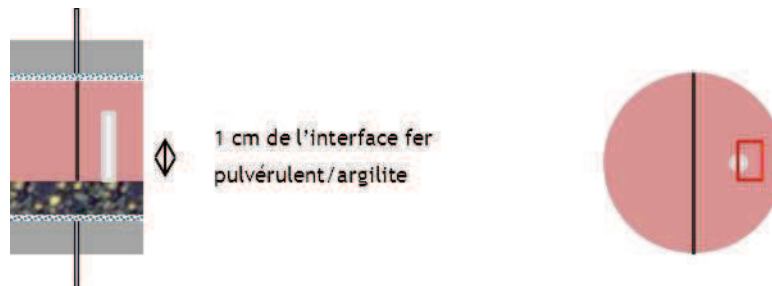 1 cm de l'interface fer
pulvérulent/argilite